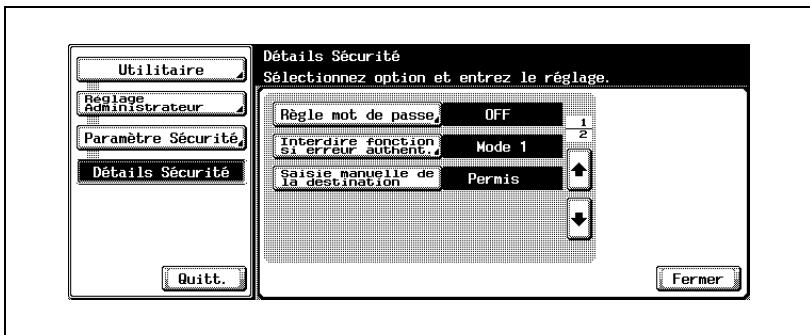 Utilitaire
Réglage
Administrateur
Paramètre Sécurité
Détails Sécurité
Quitt.
Détails Sécurité
Sélectionnez option et entrez le réglage.
Règle mot de passe OFF
Interdire fonction
si erreur authent. Mode 1
Saisie manuelle de
la destination Permis
1
2
Fermer